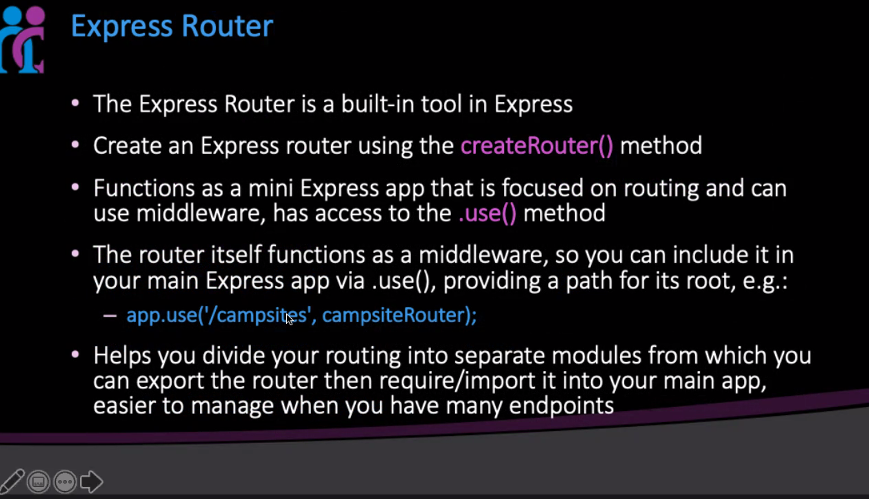 Express Router
• The Express Router is a built-in tool in Express
• Create an Express router using the createRouter() method
• Functions as a mini Express app that is focused on routing and can
use middleware, has access to the .use() method
• The router itself functions as a middleware, so you can include it in
your main Express app via .use(), providing a path for its root, e.g.:
– app.use('/campsites', campsiteRouter);
• Helps you divide your routing into separate modules from which you
can export the router then require/import it into your main app,
easier to manage when you have many endpoints